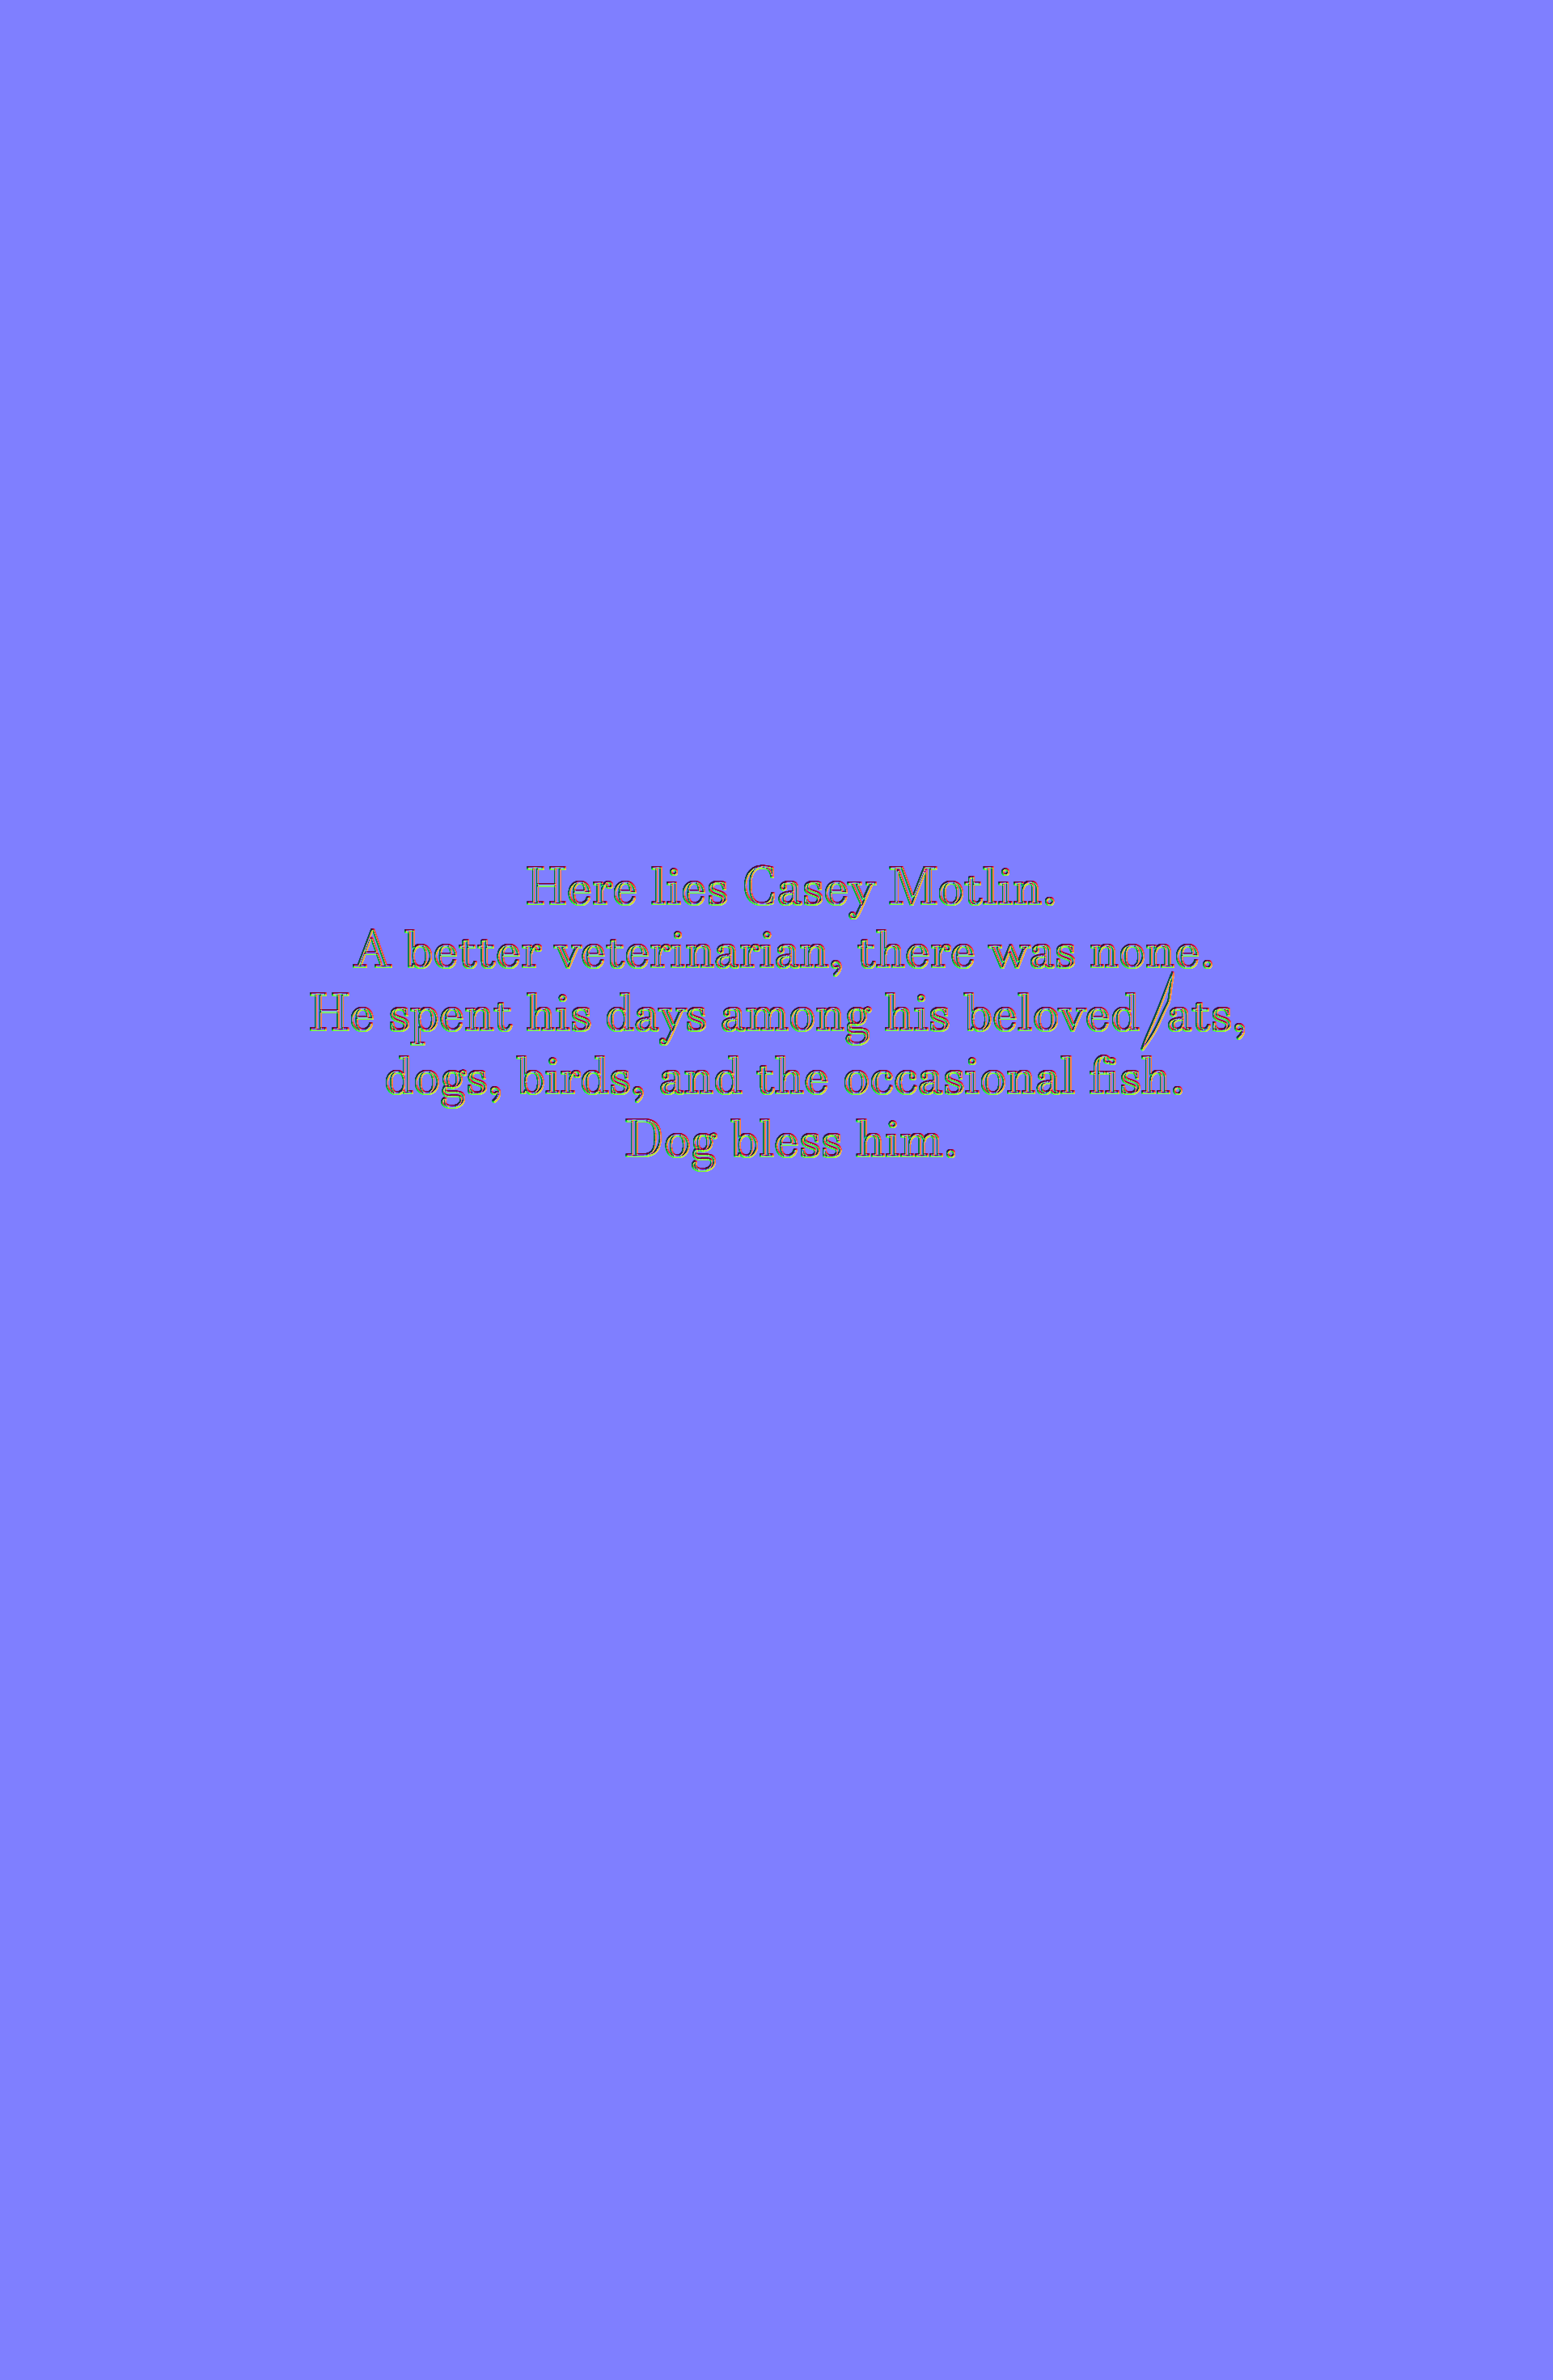 Here lies Casey Motlin.
A better veterinarian, there was none.
He spent his days among his beloved/ats,
dogs, birds, and the occasional fish.
Dog bless him.